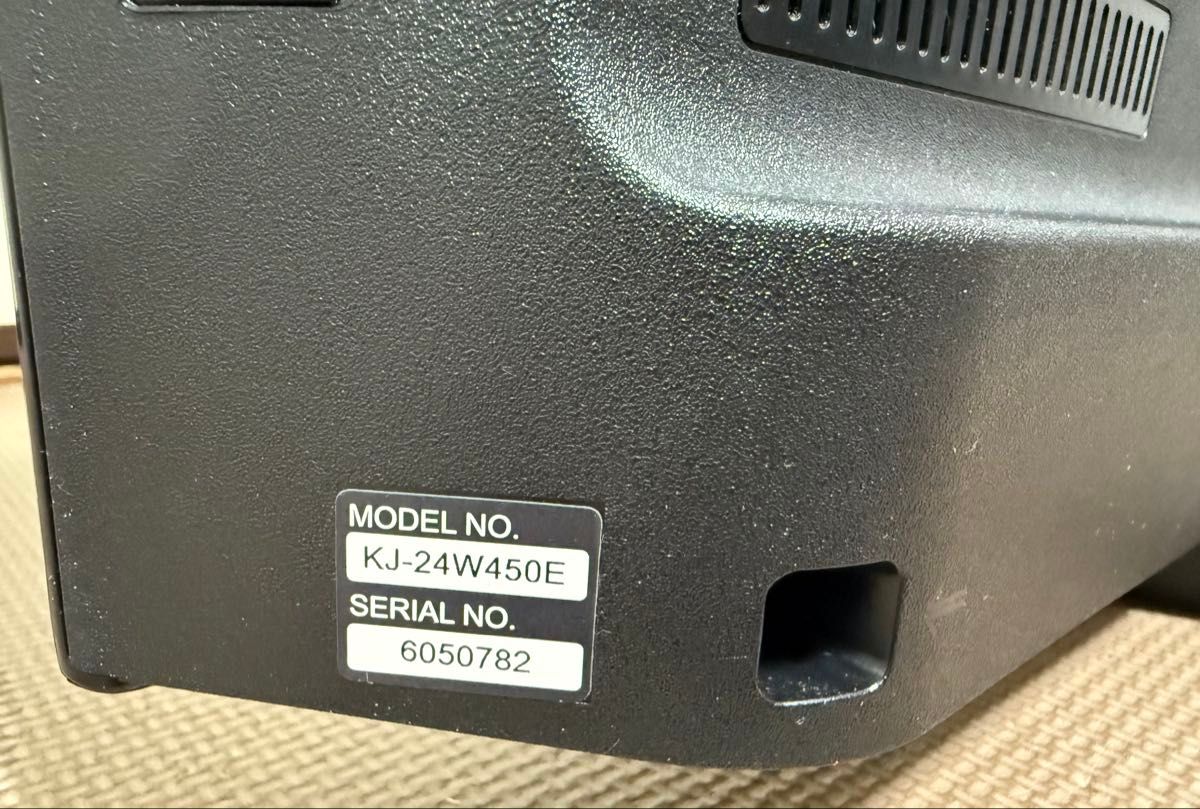 MODEL NO.
KJ-24W450E
SERIAL NO.
6050782